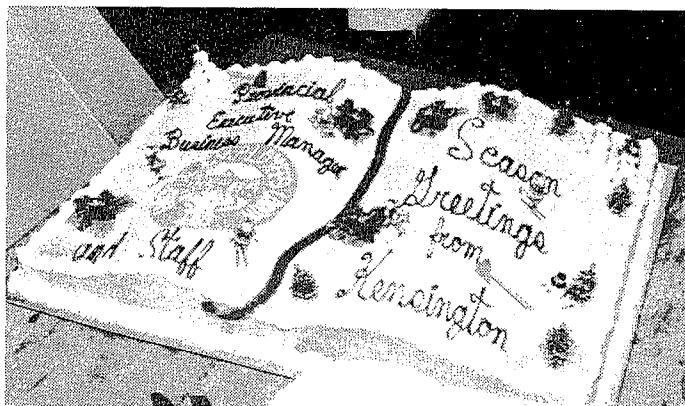 Provincial
Executive
Business Manager
and Staff
Season
Greetings
from
Kensington